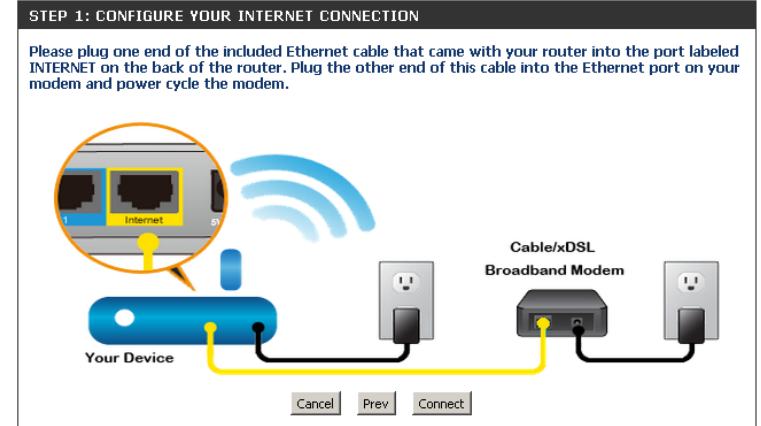 STEP 1: CONFIGURE YOUR INTERNET CONNECTION
Please plug one end of the included Ethernet cable that came with your router into the port labeled
INTERNET on the back of the router. Plug the other end of this cable into the Ethernet port on your
modem and power cycle the modem.
1
Internet
5V
Cable/xDSL
Broadband Modem
Your Device
Cancel
Prev
Connect